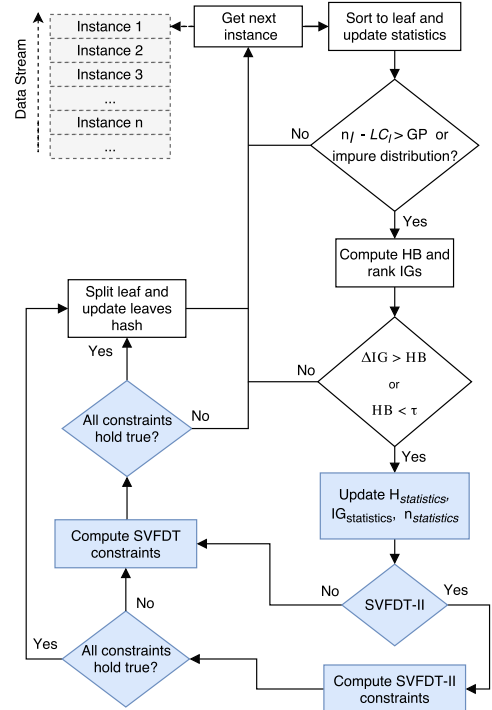 Data Stream
Instance 1
Instance 2
Instance 3
...
Instance n
...
Get next
instance
Sort to leaf and
update statistics
n_l - LC_l > GP or
impure distribution?
No
Yes
Compute HB and
rank IGs
ΔIG > HB
or
HB < τ
No
Yes
Update H_statistics,
IG_statistics, n_statistics
SVFDT-II
No
Yes
Compute SVFDT-II
constraints
All constraints
hold true?
Yes
No
Compute SVFDT
constraints
All constraints
hold true?
No
Yes
Split leaf and
update leaves
hash